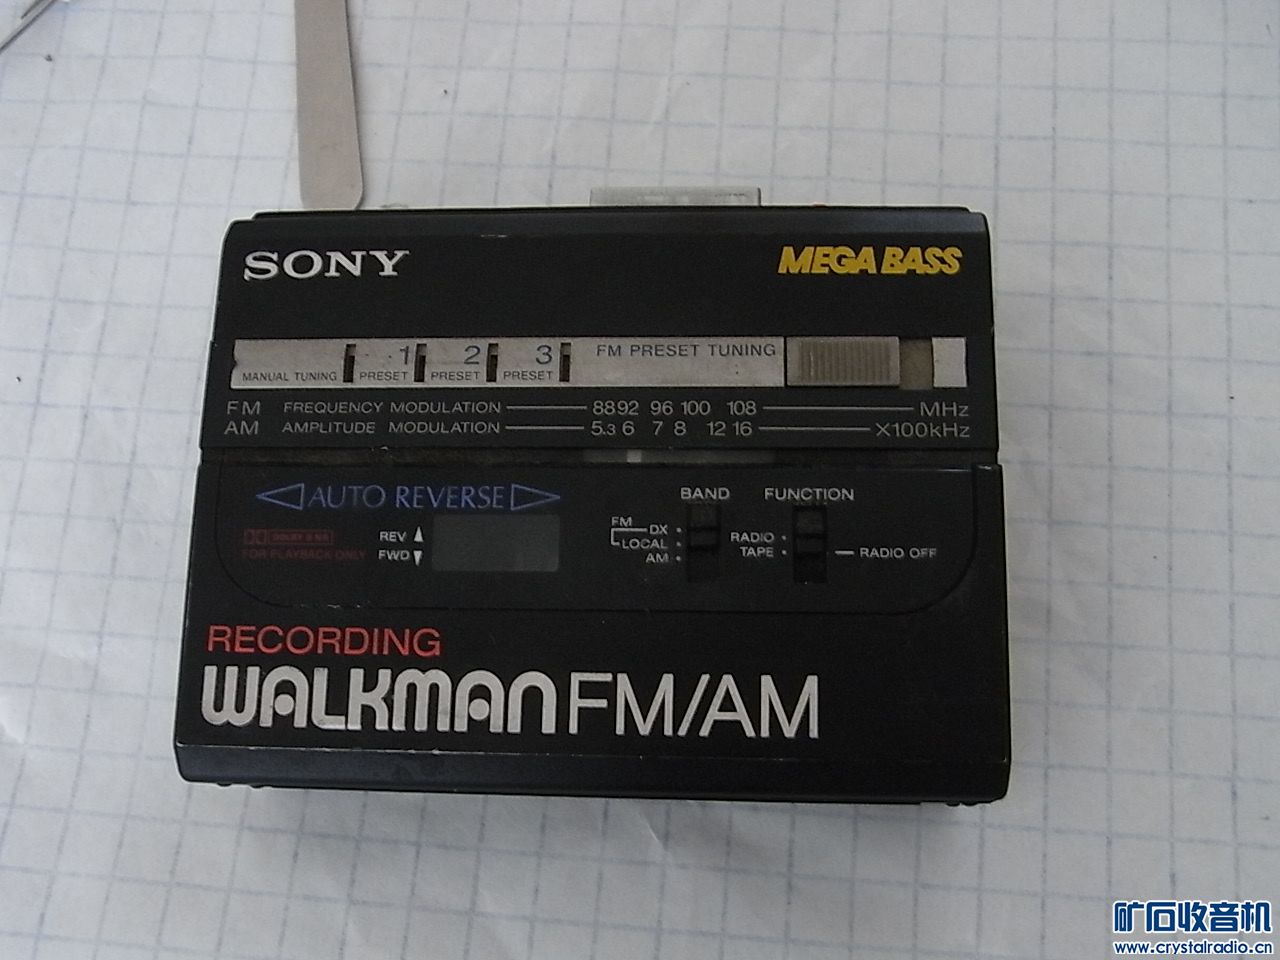 SONY
MEGA BASS
1 2 3 FM PRESET TUNING
MANUAL TUNING PRESET PRESET PRESET
FM FREQUENCY MODULATION 88 92 96 100 108 MHz
AM AMPLITUDE MODULATION 5.3 6 7 8 12 16 X100kHz
AUTO REVERSE
BAND FUNCTION
DOLBY B NR
FOR PLAYBACK ONLY
REV
FWD
FM
DX
LOCAL
AM
RADIO
TAPE
RADIO OFF
RECORDING
WALKMAN FM/AM
矿石收音机
www.crystalradio.cn